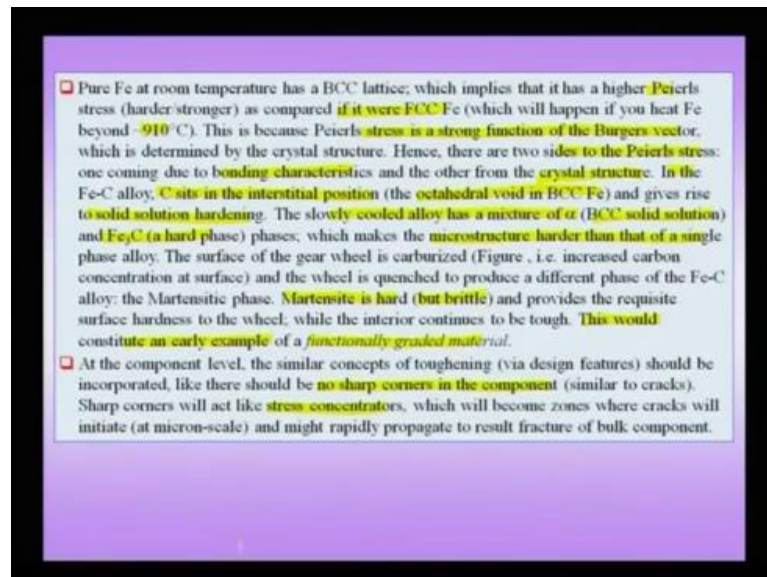 Pure Fe at room temperature has a BCC lattice; which implies that it has a higher Peierls
stress (harder/stronger) as compared if it were FCC Fe (which will happen if you heat Fe
beyond ~910°C). This is because Peierls stress is a strong function of the Burgers vector,
which is determined by the crystal structure. Hence, there are two sides to the Peierls stress:
one coming due to bonding characteristics and the other from the crystal structure. In the
Fe-C alloy, C sits in the interstitial position (the octahedral void in BCC Fe) and gives rise
to solid solution hardening. The slowly cooled alloy has a mixture of α (BCC solid solution)
and Fe₃C (a hard phase) phases; which makes the microstructure harder than that of a single
phase alloy. The surface of the gear wheel is carburized (Figure , i.e. increased carbon
concentration at surface) and the wheel is quenched to produce a different phase of the Fe-C
alloy: the Martensitic phase. Martensite is hard (but brittle) and provides the requisite
surface hardness to the wheel; while the interior continues to be tough. This would
constitute an early example of a functionally graded material.
At the component level, the similar concepts of toughening (via design features) should be
incorporated, like there should be no sharp corners in the component (similar to cracks).
Sharp corners will act like stress concentrators, which will become zones where cracks will
initiate (at micron-scale) and might rapidly propagate to result fracture of bulk component.